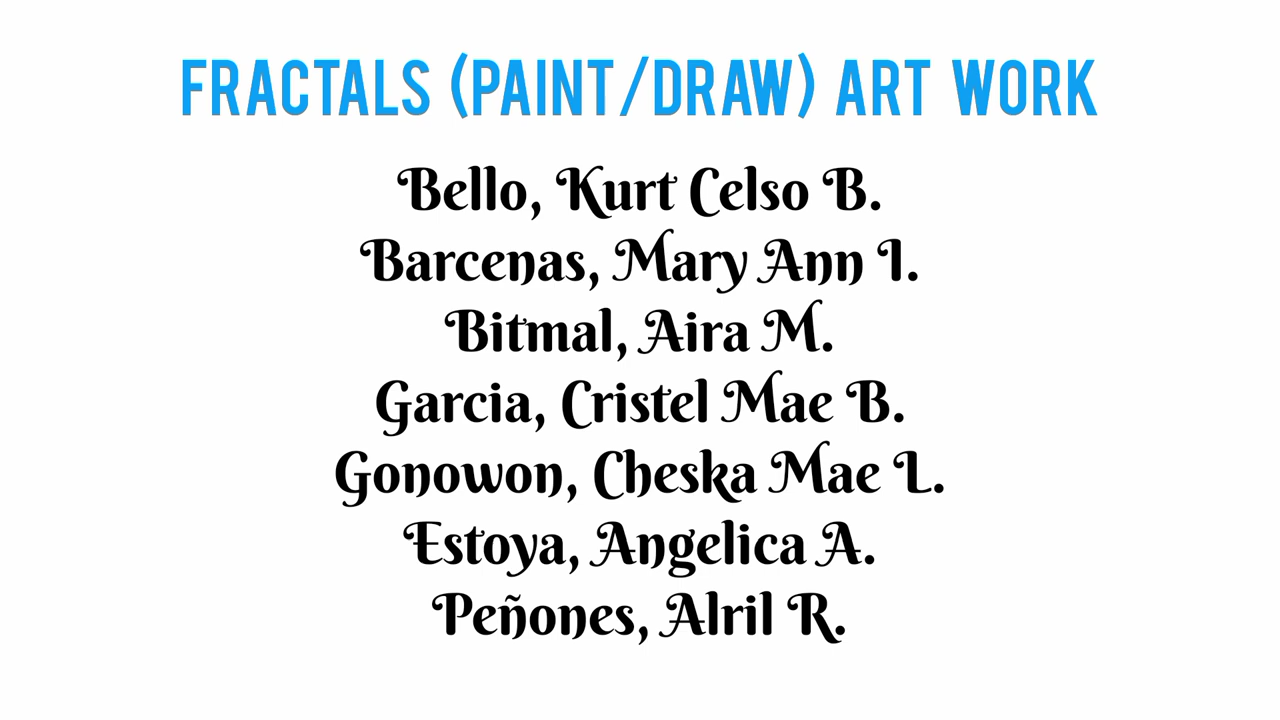 FRACTALS (PAINT/DRAW) ART WORK
Bello, Kurt Celso B.
Barcenas, Mary Ann I.
Bitmal, Aira M.
Garcia, Cristel Mae B.
Gonowon, Cheska Mae L.
Estoya, Angelica A.
Peñones, Alril R.